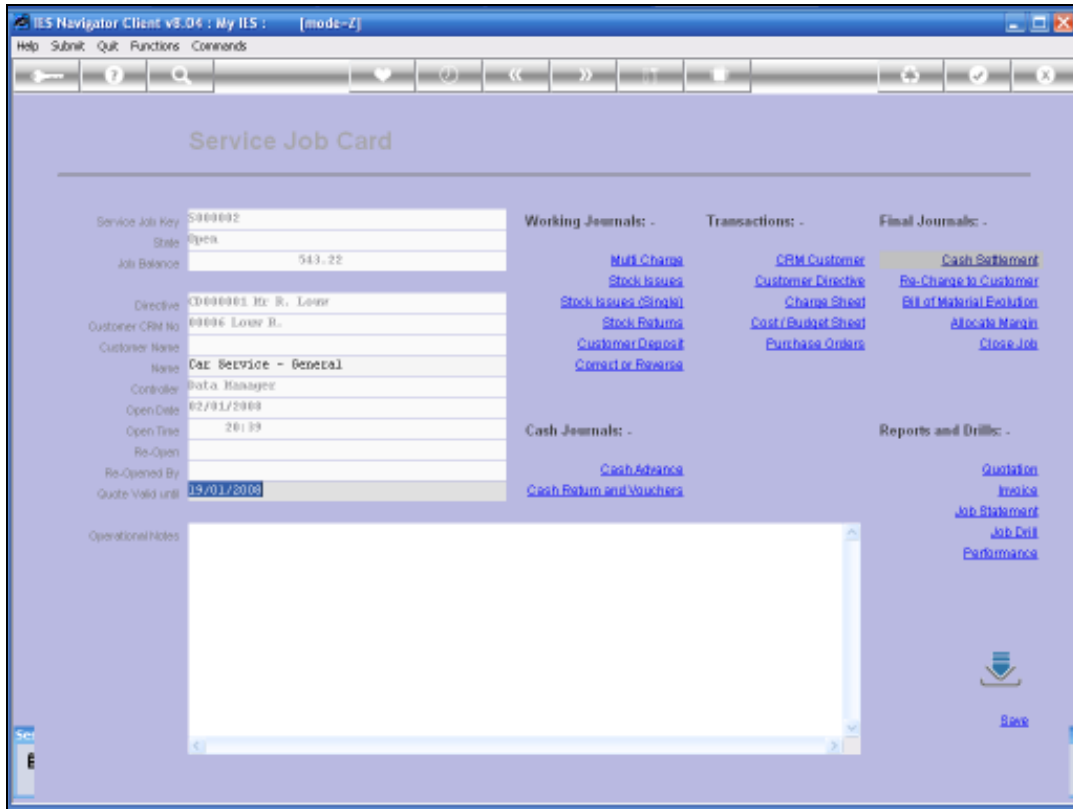 IES Navigator Client v8.04 : My IES : [mode=Z]
Help Submit Quit Functions Commands
Service Job Card
Service Job Key S000002
State Open
Job Balance 543.22
Directive CD000001 Mr R. Louw
Customer CRM No 00006 Louw R.
Customer Name
Name Car Service - General
Controller Data Manager
Open Date 02/01/2008
Open Time 20:39
Re-Open
Re-Opened By
Quote Valid until 19/01/2008
Operational Notes
Working Journals: -
Multi Charge
Stock Issues
Stock Issues (Single)
Stock Returns
Customer Deposit
Correct or Reverse
Transactions: -
CRM Customer
Customer Directive
Charge Sheet
Cost / Budget Sheet
Purchase Orders
Final Journals: -
Cash Settlement
Re-Charge to Customer
Bill of Material Evolution
Allocate Margin
Close Job
Cash Journals: -
Cash Advance
Cash Return and Vouchers
Reports and Drills: -
Quotation
Invoice
Job Statement
Job Drill
Performance
Save